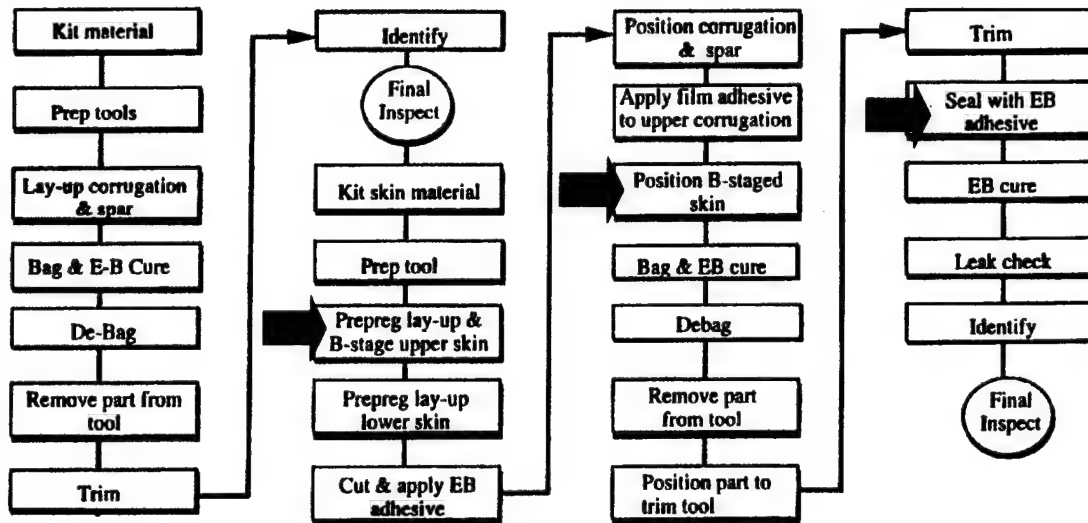 Kit material
Prep tools
Lay-up corrugation
& spar
Bag & E-B Cure
De-Bag
Remove part from
tool
Trim
Identify
Final
Inspect
Kit skin material
Prep tool
Prepreg lay-up &
B-stage upper skin
Prepreg lay-up
lower skin
Cut & apply EB
adhesive
Position corrugation
& spar
Apply film adhesive
to upper corrugation
Position B-staged
skin
Bag & EB cure
Debag
Remove part
from tool
Position part to
trim tool
Trim
Seal with EB
adhesive
EB cure
Leak check
Identify
Final
Inspect